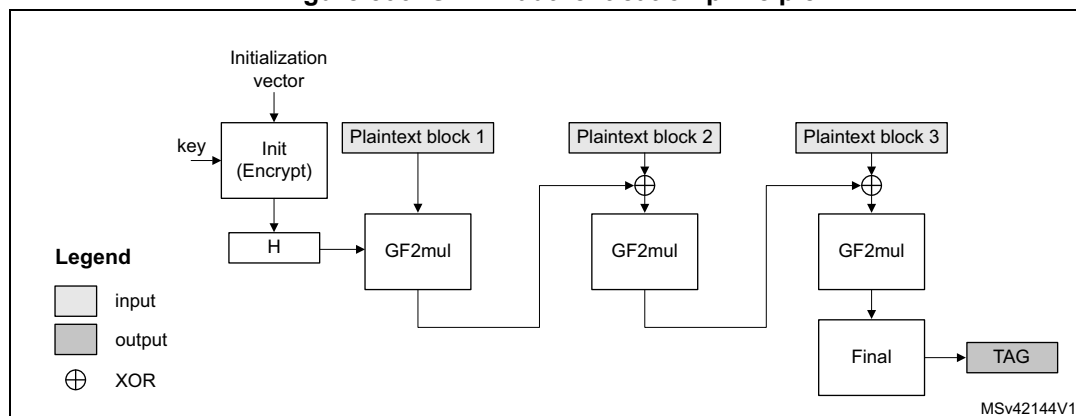 Initialization
vector
key
Init
(Encrypt)
Plaintext block 1
Plaintext block 2
Plaintext block 3
H
GF2mul
GF2mul
GF2mul
Legend
input
output
XOR
Final
TAG
MSv42144V1